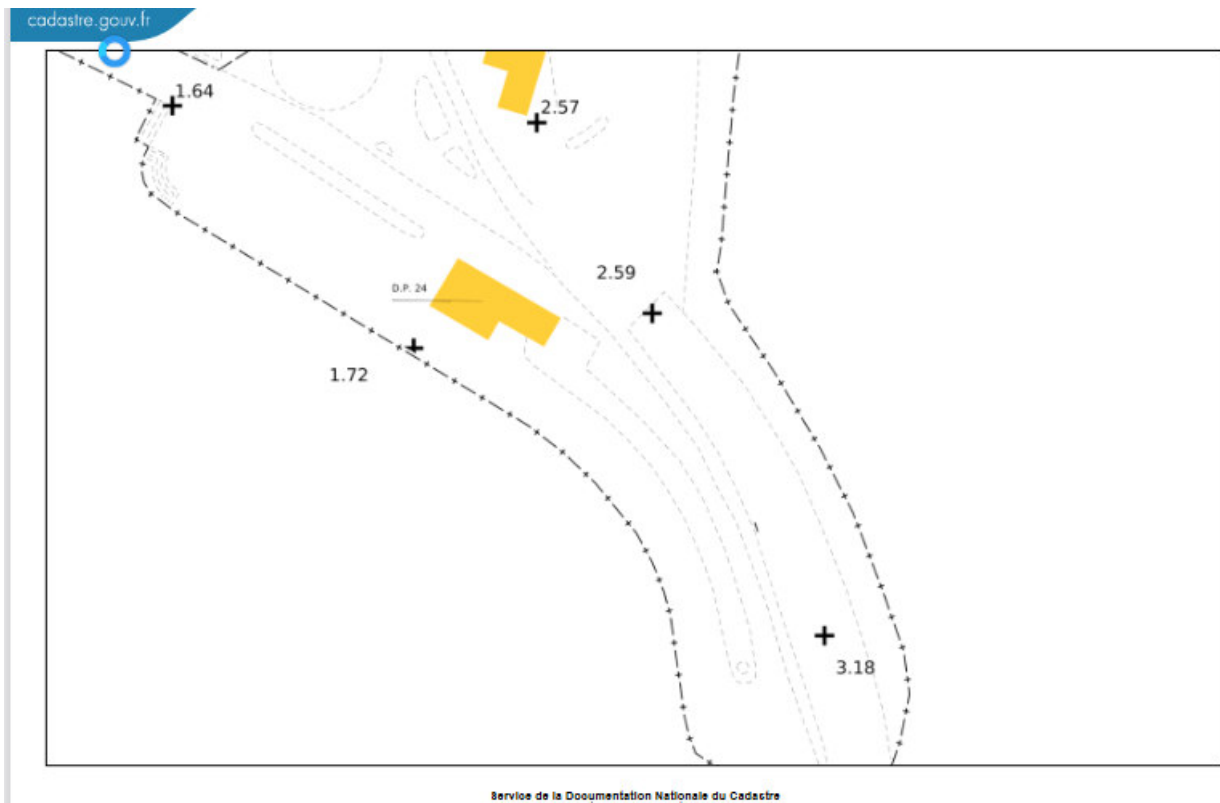 cadastre.gouv.fr
1.64
2.57
2.59
D.P. 24
1.72
3.18
Service de la Documentation Nationale du Cadastre